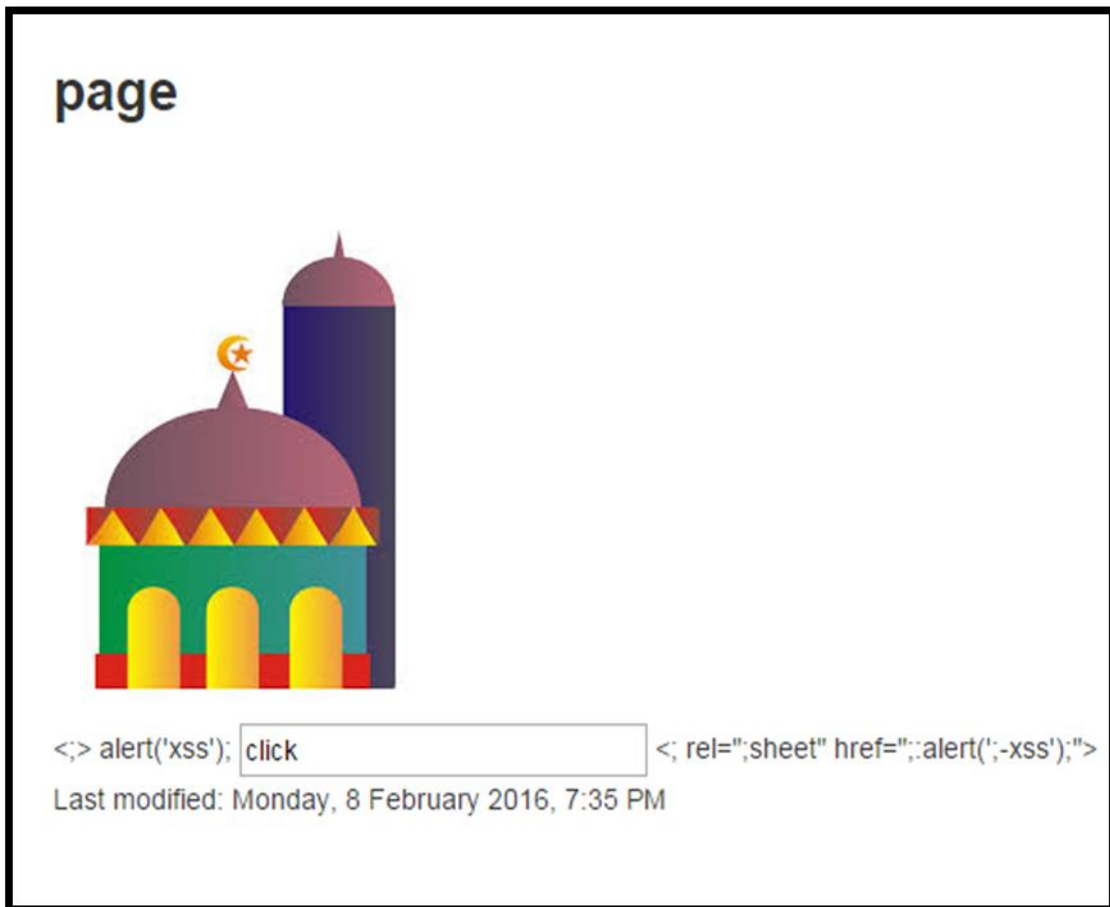 page
<;> alert('xss'); click <; rel=";sheet" href=";:alert(';-xss');">
Last modified: Monday, 8 February 2016, 7:35 PM